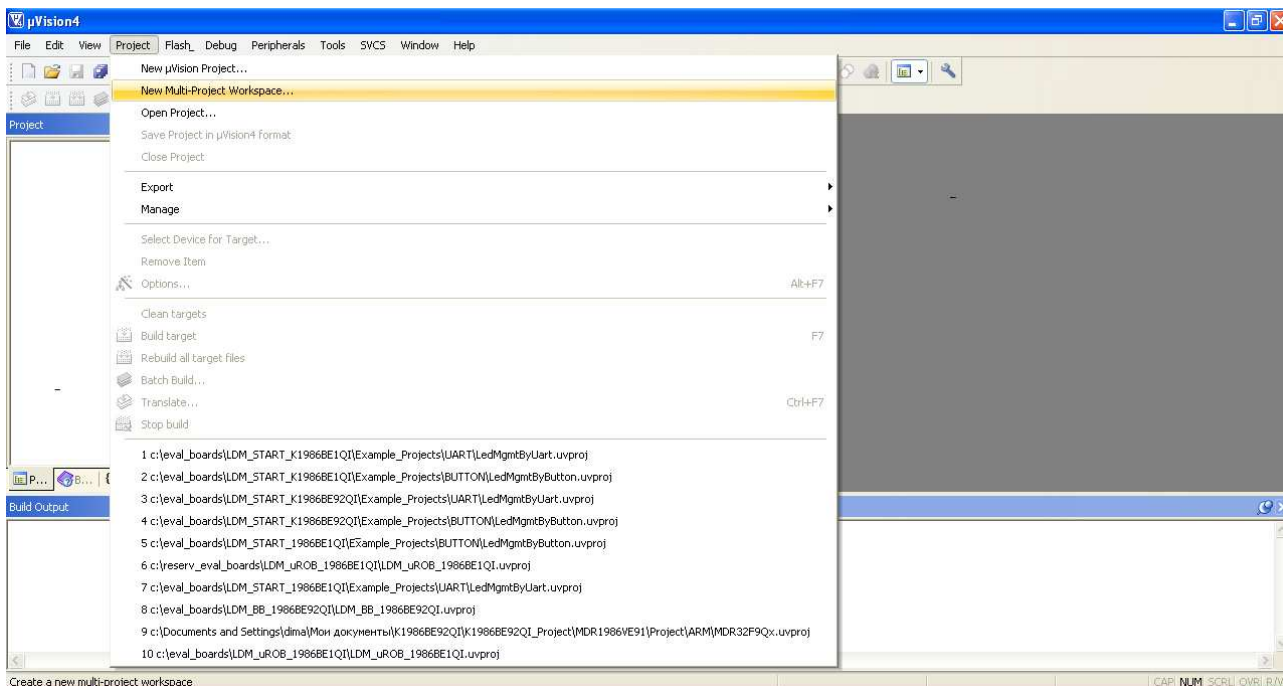 µVision4
File Edit View Project Flash Debug Peripherals Tools SVCS Window Help
New µVision Project...
New Multi-Project Workspace...
Open Project...
Project
Save Project in µVision4 format
Close Project
Export
Manage
Select Device for Target...
Remove Item
Options... Alt+F7
Clean targets
Build target F7
Rebuild all target files
Batch Build...
Translate... Ctrl+F7
Stop build
1 c:\eval_boards\LDM_START_K1986BE1QI\Example_Projects\UART\LedMgmtByUart.uvproj
P... B...
2 c:\eval_boards\LDM_START_K1986BE1QI\Example_Projects\BUTTON\LedMgmtByButton.uvproj
3 c:\eval_boards\LDM_START_K1986BE92QI\Example_Projects\UART\LedMgmtByUart.uvproj
Build Output
4 c:\eval_boards\LDM_START_K1986BE92QI\Example_Projects\BUTTON\LedMgmtByButton.uvproj
5 c:\eval_boards\LDM_START_1986BE1QI\Example_Projects\BUTTON\LedMgmtByButton.uvproj
6 c:\reserv_eval_boards\LDM_uROB_1986BE1QI\LDM_uROB_1986BE1QI.uvproj
7 c:\eval_boards\LDM_START_1986BE1QI\Example_Projects\UART\LedMgmtByUart.uvproj
8 c:\eval_boards\LDM_BB_1986BE92QI\LDM_BB_1986BE92QI.uvproj
9 c:\Documents and Settings\dima\Мои документы\K1986BE92QI\K1986BE92QI_Project\MDR1986VE91\Project\ARM\MDR32F9Qx.uvproj
10 c:\eval_boards\LDM_uROB_1986BE1QI\LDM_uROB_1986BE1QI.uvproj
Create a new multi-project workspace CAP NUM SCRL OVR R/W